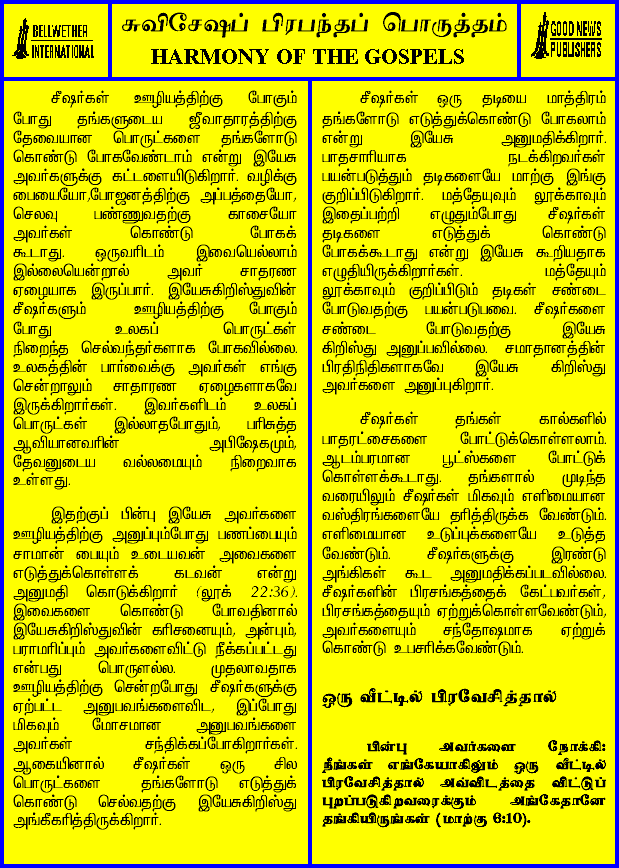 BELLWETHER
INTERNATIONAL
சுவிசேஷப் பிரபந்தப் பொருத்தம்
HARMONY OF THE GOSPELS
GOOD NEWS
PUBLISHERS
சீஷர்கள் ஊழியத்திற்கு போகும்
போது தங்களுடைய ஜீவாதாரத்திற்கு
தேவையான பொருட்களை தங்களோடு
கொண்டு போகவேண்டாம் என்று இயேசு
அவர்களுக்கு கட்டளையிடுகிறார். வழிக்கு
பையையோ,போஜனத்திற்கு அப்பத்தையோ,
செலவு பண்ணுவதற்கு காசையோ
அவர்கள் கொண்டு போகக்
கூடாது. ஒருவரிடம் இவையெல்லாம்
இல்லையென்றால் அவர் சாதரண
ஏழையாக இருப்பார். இயேசுகிறிஸ்துவின்
சீஷர்களும் ஊழியத்திற்கு போகும்
போது உலகப் பொருட்கள்
நிறைந்த செல்வந்தர்களாக போகவில்லை.
உலகத்தின் பார்வைக்கு அவர்கள் எங்கு
சென்றாலும் சாதாரண ஏழைகளாகவே
இருக்கிறார்கள். இவர்களிடம் உலகப்
பொருட்கள் இல்லாதபோதும், பரிசுத்த
ஆவியானவரின் அபிஷேகமும்,
தேவனுடைய வல்லமையும் நிறைவாக
உள்ளது.
இதற்குப் பின்பு இயேசு அவர்களை
ஊழியத்திற்கு அனுப்பும்போது பணப்பையும்
சாமான் பையும் உடையவன் அவைகளை
எடுத்துக்கொள்ளக் கடவன் என்று
அனுமதி கொடுக்கிறார் (லூக் 22:36).
இவைகளை கொண்டு போவதினால்
இயேசுகிறிஸ்துவின் கரிசனையும், அன்பும்,
பராமரிப்பும் அவர்களைவிட்டு நீக்கப்பட்டது
என்பது பொருளல்ல. முதலாவதாக
ஊழியத்திற்கு சென்றபோது சீஷர்களுக்கு
ஏற்பட்ட அனுபவங்களைவிட, இப்போது
மிகவும் மோசமான அனுபவங்களை
அவர்கள் சந்திக்கப்போகிறார்கள்.
ஆகையினால் சீஷர்கள் ஒரு சில
பொருட்களை தங்களோடு எடுத்துக்
கொண்டு செல்வதற்கு இயேசுகிறிஸ்து
அங்கீகரித்திருக்கிறார்.
சீஷர்கள் ஒரு தடியை மாத்திரம்
தங்களோடு எடுத்துக்கொண்டு போகலாம்
என்று இயேசு அனுமதிக்கிறார்.
பாதசாரியாக நடக்கிறவர்கள்
பயன்படுத்தும் தடிகளையே மாற்கு இங்கு
குறிப்பிடுகிறார். மத்தேயுவும் லூக்காவும்
இதைப்பற்றி எழுதும்போது சீஷர்கள்
தடிகளை எடுத்துக் கொண்டு
போகக்கூடாது என்று இயேசு கூறியதாக
எழுதியிருக்கிறார்கள். மத்தேயும்
லூக்காவும் குறிப்பிடும் தடிகள் சண்டை
போடுவதற்கு பயன்படுபவை. சீஷர்களை
சண்டை போடுவதற்கு இயேசு
கிறிஸ்து அனுப்பவில்லை. சமாதானத்தின்
பிரதிநிதிகளாகவே இயேசு கிறிஸ்து
அவர்களை அனுப்புகிறார்.
சீஷர்கள் தங்கள் கால்களில்
பாதரட்சைகளை போட்டுக்கொள்ளலாம்.
ஆடம்பரமான பூட்ஸ்களை போட்டுக்
கொள்ளக்கூடாது. தங்களால் முடிந்த
வரையிலும் சீஷர்கள் மிகவும் எளிமையான
வஸ்திரங்களையே தரித்திருக்க வேண்டும்.
எளிமையான உடுப்புக்களையே உடுத்த
வேண்டும். சீஷர்களுக்கு இரண்டு
அங்கிகள் கூட அனுமதிக்கப்படவில்லை.
சீஷர்களின் பிரசங்கத்தைக் கேட்பவர்கள்,
பிரசங்கத்தையும் ஏற்றுக்கொள்ளவேண்டும்,
அவர்களையும் சந்தோஷமாக ஏற்றுக்
கொண்டு உபசரிக்கவேண்டும்.
ஒரு வீட்டில் பிரவேசித்தால்
பின்பு அவர்களை நோக்கி:
நீங்கள் எங்கேயாகிலும் ஒரு வீட்டில்
பிரவேசித்தால் அவ்விடத்தை விட்டுப்
புறப்படுகிறவரைக்கும் அங்கேதானே
தங்கியிருங்கள் (மாற்கு 6:10).